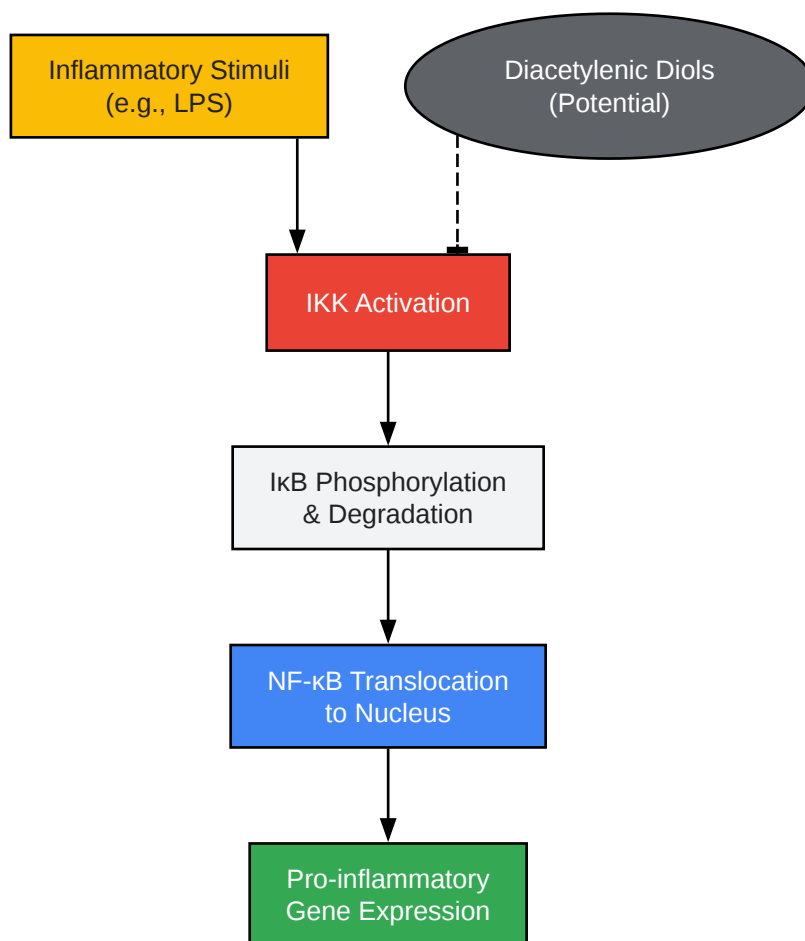 Inflammatory Stimuli
(e.g., LPS)
Diacetylenic Diols
(Potential)
IKK Activation
IκB Phosphorylation
& Degradation
NF-κB Translocation
to Nucleus
Pro-inflammatory
Gene Expression